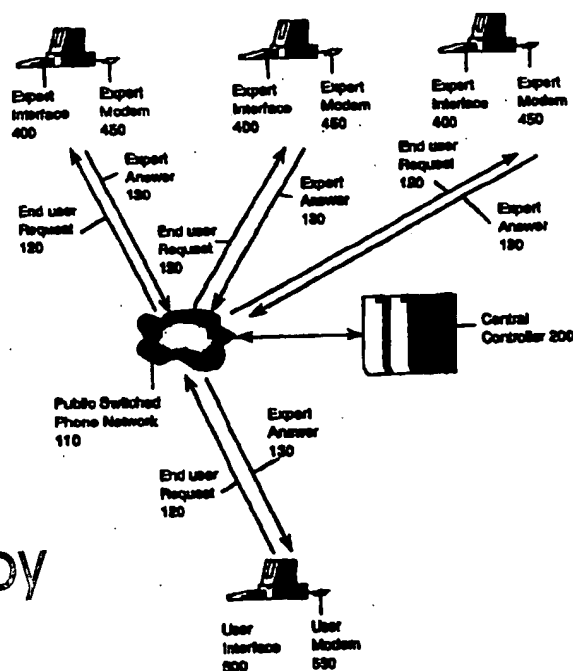 Expert
Interface
400
Expert
Modem
450
Expert
Interface
400
Expert
Modem
450
Expert
Interface
400
Expert
Modem
450
Expert
Answer
130
End user
Request
120
Expert
Answer
130
End user
Request
120
End user
Request
120
Expert
Answer
130
Central
Controller 200
Public Switched
Phone Network
110
Expert
Answer
130
End user
Request
120
User
Interface
User
Modem
530